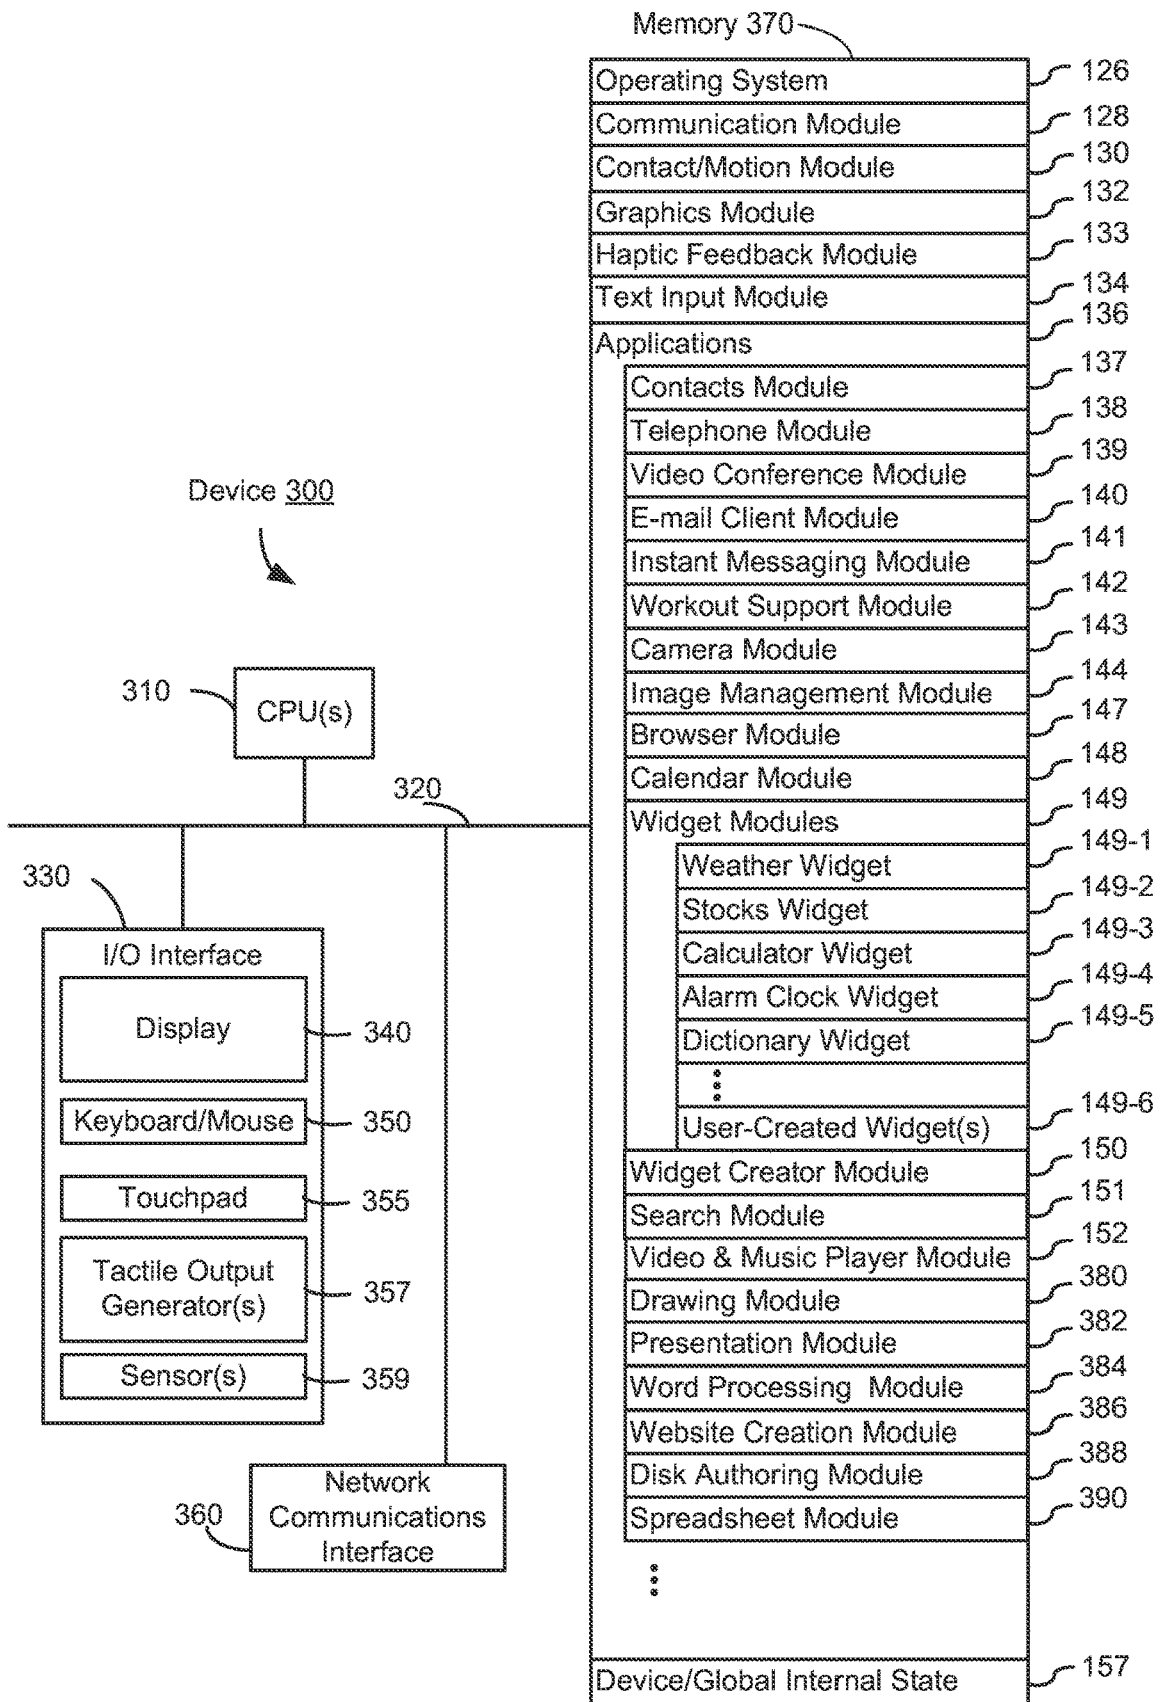 Memory 370
Operating System 126
Communication Module 128
Contact/Motion Module 130
Graphics Module 132
Haptic Feedback Module 133
Text Input Module 134
Applications 136
Contacts Module 137
Telephone Module 138
Video Conference Module 139
E-mail Client Module 140
Instant Messaging Module 141
Workout Support Module 142
Camera Module 143
Image Management Module 144
Browser Module 147
Calendar Module 148
Widget Modules 149
Weather Widget 149-1
Stocks Widget 149-2
Calculator Widget 149-3
Alarm Clock Widget 149-4
Dictionary Widget 149-5
User-Created Widget(s) 149-6
Widget Creator Module 150
Search Module 151
Video & Music Player Module 152
Drawing Module 380
Presentation Module 382
Word Processing Module 384
Website Creation Module 386
Disk Authoring Module 388
Spreadsheet Module 390
Device/Global Internal State 157
Device 300
310
CPU(s)
320
330
I/O Interface
Display 340
Keyboard/Mouse 350
Touchpad 355
Tactile Output
Generator(s) 357
Sensor(s) 359
360
Network
Communications
Interface